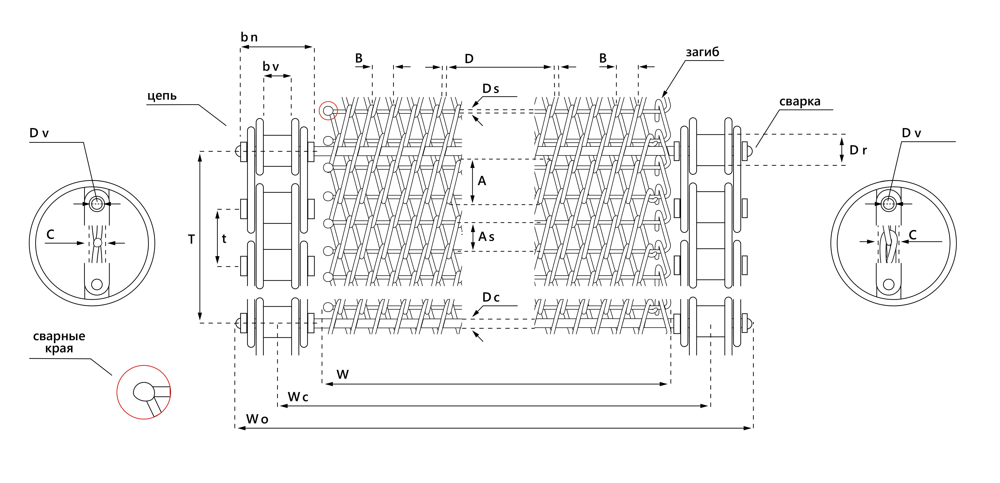 b n
b v
B
D
B
загиб
D s
цепь
сварка
D v
D v
D r
A
C
T
t
A s
C
D c
сварные
края
W
W c
W o